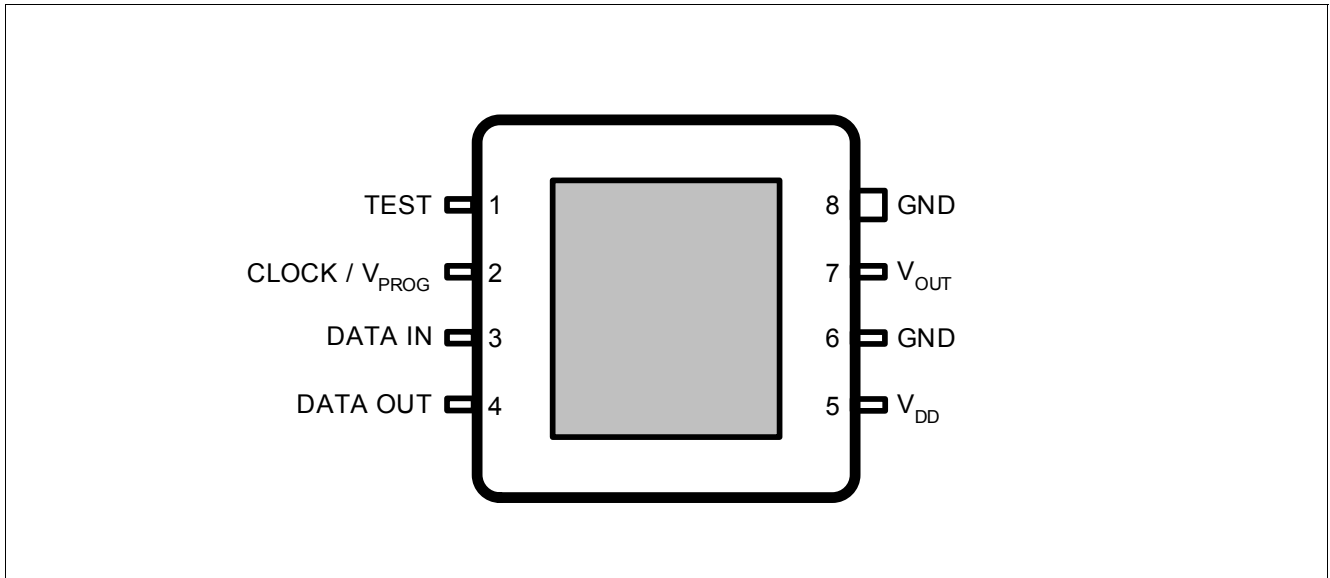 TEST 1 8 GND
CLOCK / VPROG 2 7 VOUT
DATA IN 3 6 GND
DATA OUT 4 5 VDD